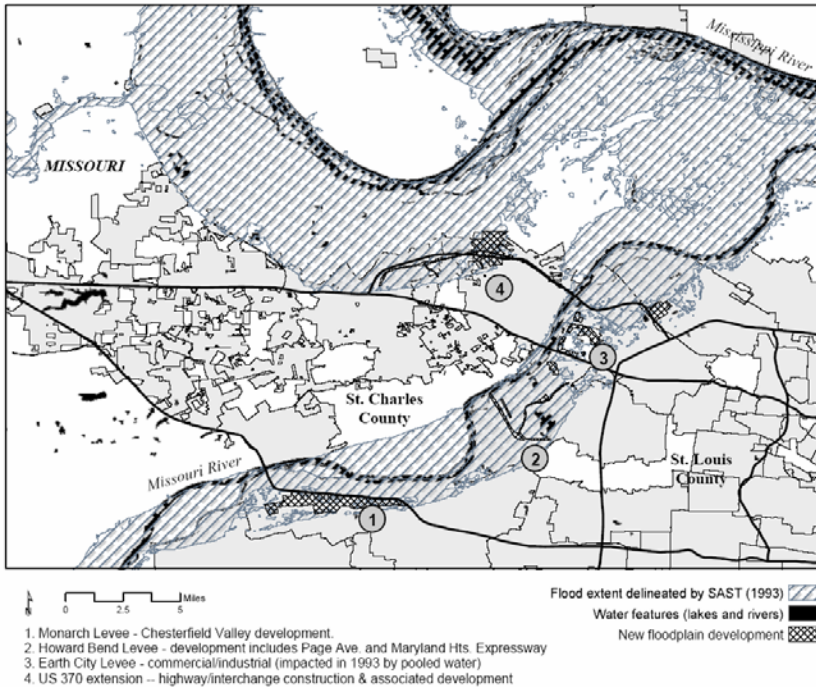 Mississippi River
MISSOURI
4
3
St. Charles
County
2
Missouri River
St. Louis
County
1
0 2.5 5 Miles
Flood extent delineated by SAST (1993)
Water features (lakes and rivers)
New floodplain development
1. Monarch Levee - Chesterfield Valley development.
2. Howard Bend Levee - development includes Page Ave. and Maryland Hts. Expressway
3. Earth City Levee - commercial/industrial (impacted in 1993 by pooled water)
4. US 370 extension -- highway/interchange construction & associated development